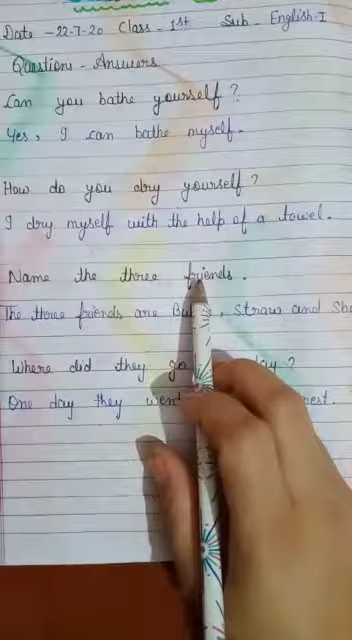 Date - 22-7-20 Class - 1st Sub - English-I
Questions - Answers
Can you bathe yourself?
Yes, I can bathe myself.
How do you dry yourself?
I dry myself with the help of a towel.
Name the three friends.
The three friends are , straw and
Where did they day?
One day they went